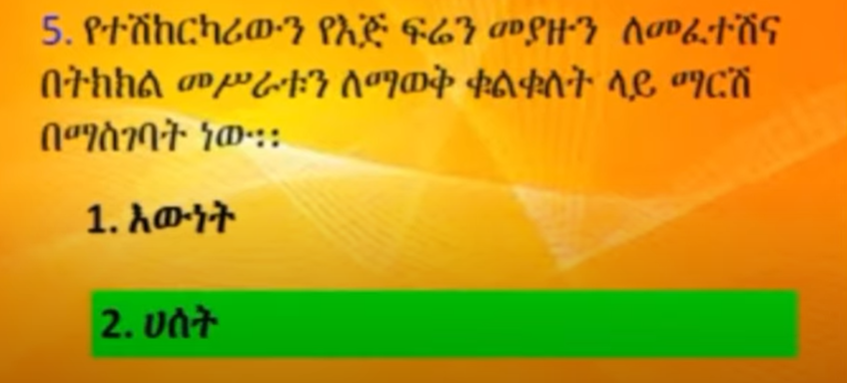 5. የተሽከርካሪውን የእጅ ፍሬን መያዙን ለመፈተሽና
በትክክል መሥራቱን ለማወቅ ቁልቁለት ላይ ማርሽ
በማስገባት ነው።
1. እውነት
2. ሀሰት